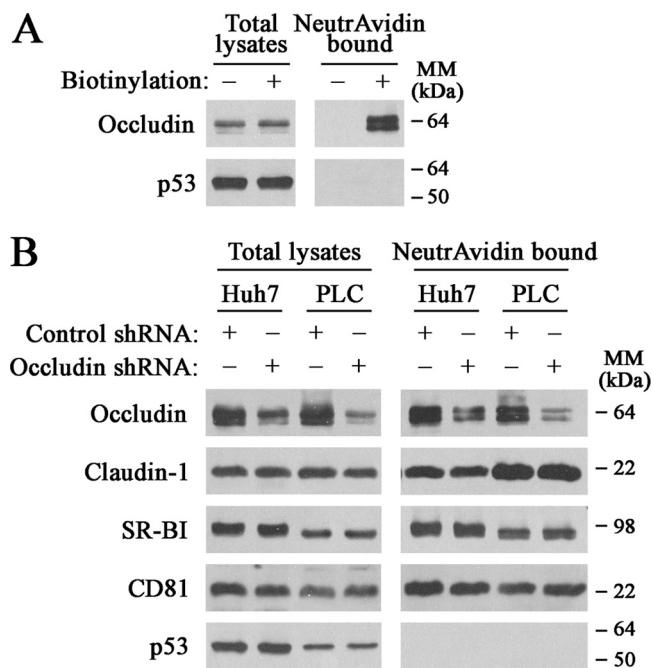 A
Total lysates NeutrAvidin bound
Biotinylation: − + − + MM (kDa)
Occludin − 64
p53 − 64
− 50
B
Total lysates NeutrAvidin bound
Huh7 PLC Huh7 PLC
Control shRNA: + − + − + − + −
Occludin shRNA: − + − + − + − + MM (kDa)
Occludin − 64
Claudin-1 − 22
SR-BI − 98
CD81 − 22
p53 − 64
− 50